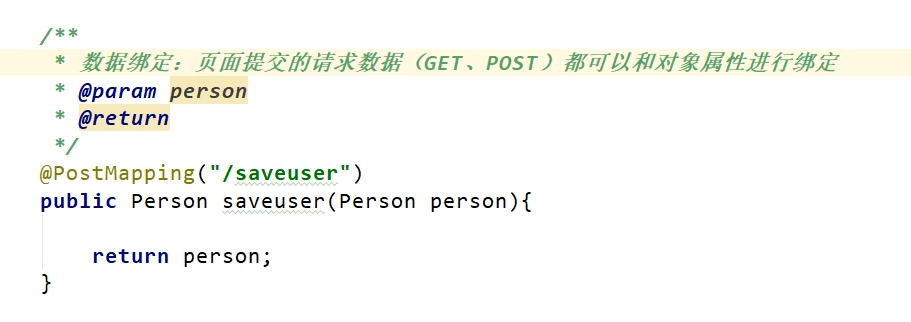 /**
 * 数据绑定：页面提交的请求数据（GET、POST）都可以和对象属性进行绑定
 * @param person
 * @return
 */
@PostMapping("/saveuser")
public Person saveuser(Person person){
    return person;
}